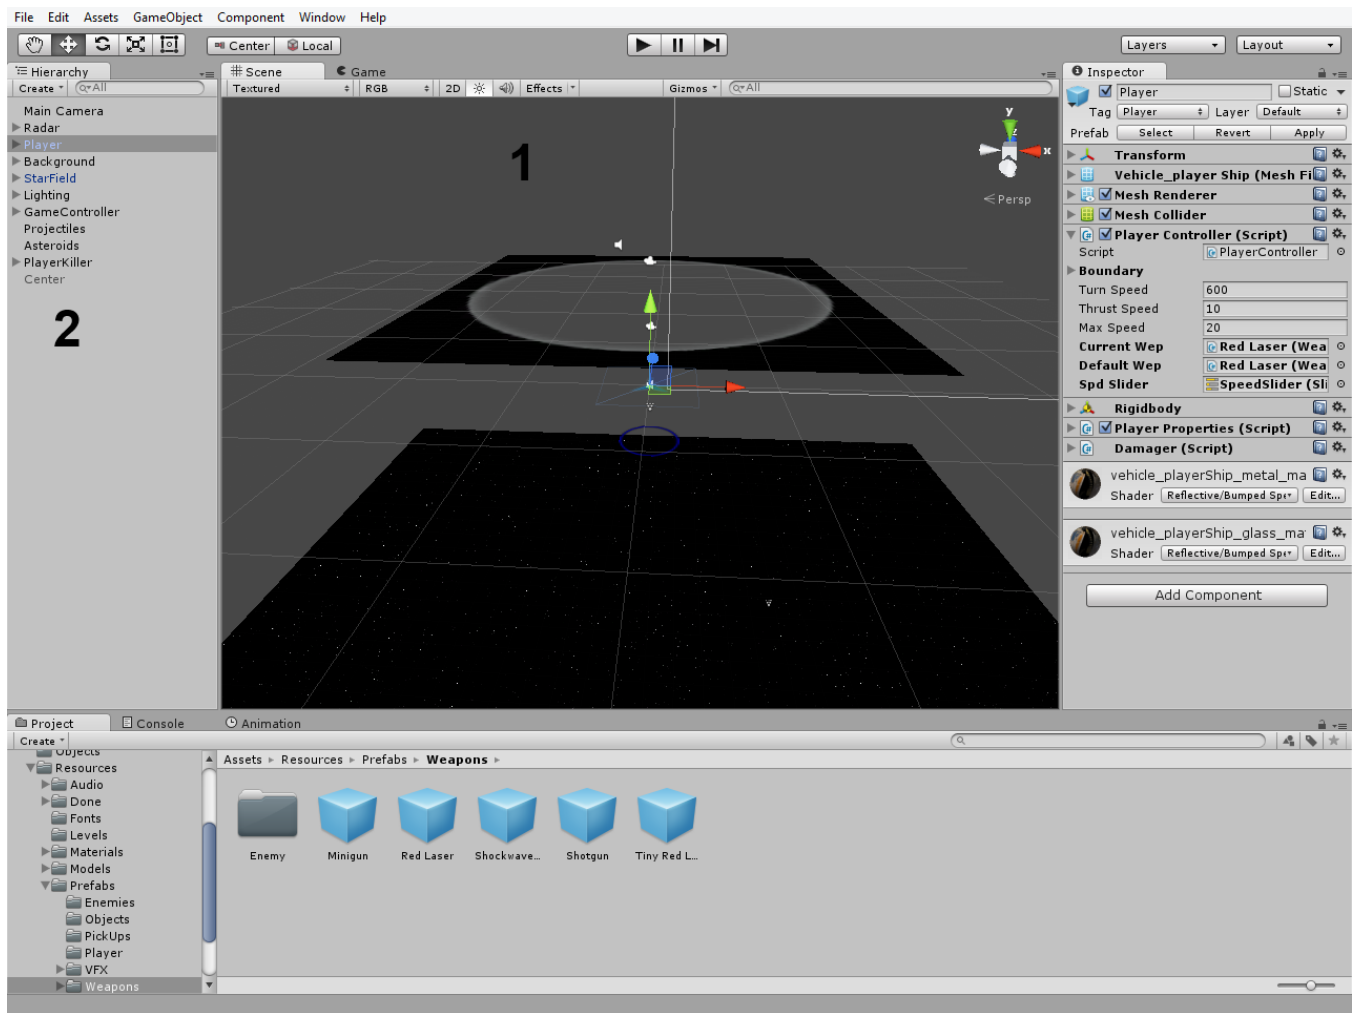 File Edit Assets GameObject Component Window Help
Center Local
Layers Layout
Hierarchy
Create All
Main Camera
Radar
Player
Background
StarField
Lighting
GameController
Projectiles
Asteroids
PlayerKiller
Center
2
Scene Game
Textured RGB 2D Effects Gizmos All
1
y
z
x
Persp
Inspector
Player Static
Tag Player Layer Default
Prefab Select Revert Apply
Transform
Vehicle_player Ship (Mesh Fi
Mesh Renderer
Mesh Collider
Player Controller (Script)
Script PlayerController
Boundary
Turn Speed 600
Thrust Speed 10
Max Speed 20
Current Wep Red Laser (Wea
Default Wep Red Laser (Wea
Spd Slider SpeedSlider (Sli
Rigidbody
Player Properties (Script)
Damager (Script)
vehicle_playerShip_metal_ma
Shader Reflective/Bumped Spe Edit...
vehicle_playerShip_glass_ma
Shader Reflective/Bumped Spe Edit...
Add Component
Project Console Animation
Create
Objects
Resources
Audio
Done
Fonts
Levels
Materials
Models
Prefabs
Enemies
Objects
PickUps
Player
VFX
Weapons
Assets Resources Prefabs Weapons
Enemy Minigun Red Laser Shockwave... Shotgun Tiny Red L...